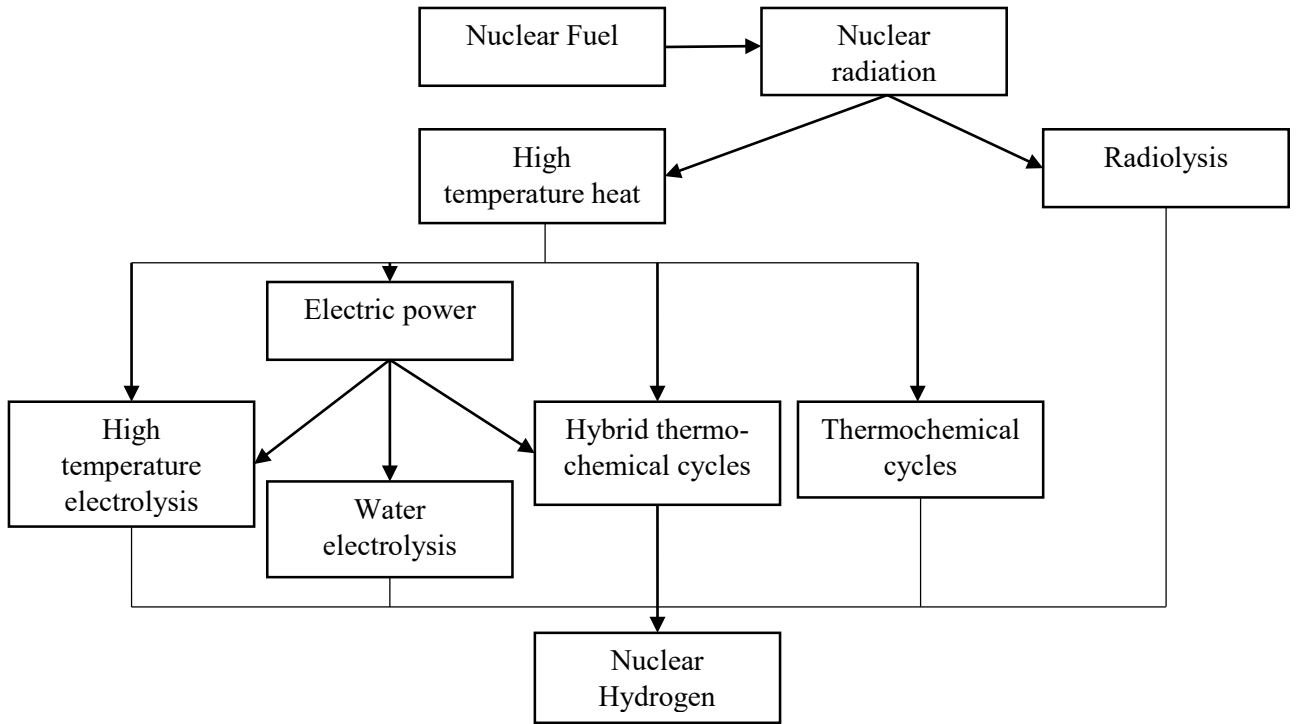 Nuclear Fuel
Nuclear
radiation
High
temperature heat
Radiolysis
Electric power
High
temperature
electrolysis
Water
electrolysis
Hybrid thermo-
chemical cycles
Thermochemical
cycles
Nuclear
Hydrogen